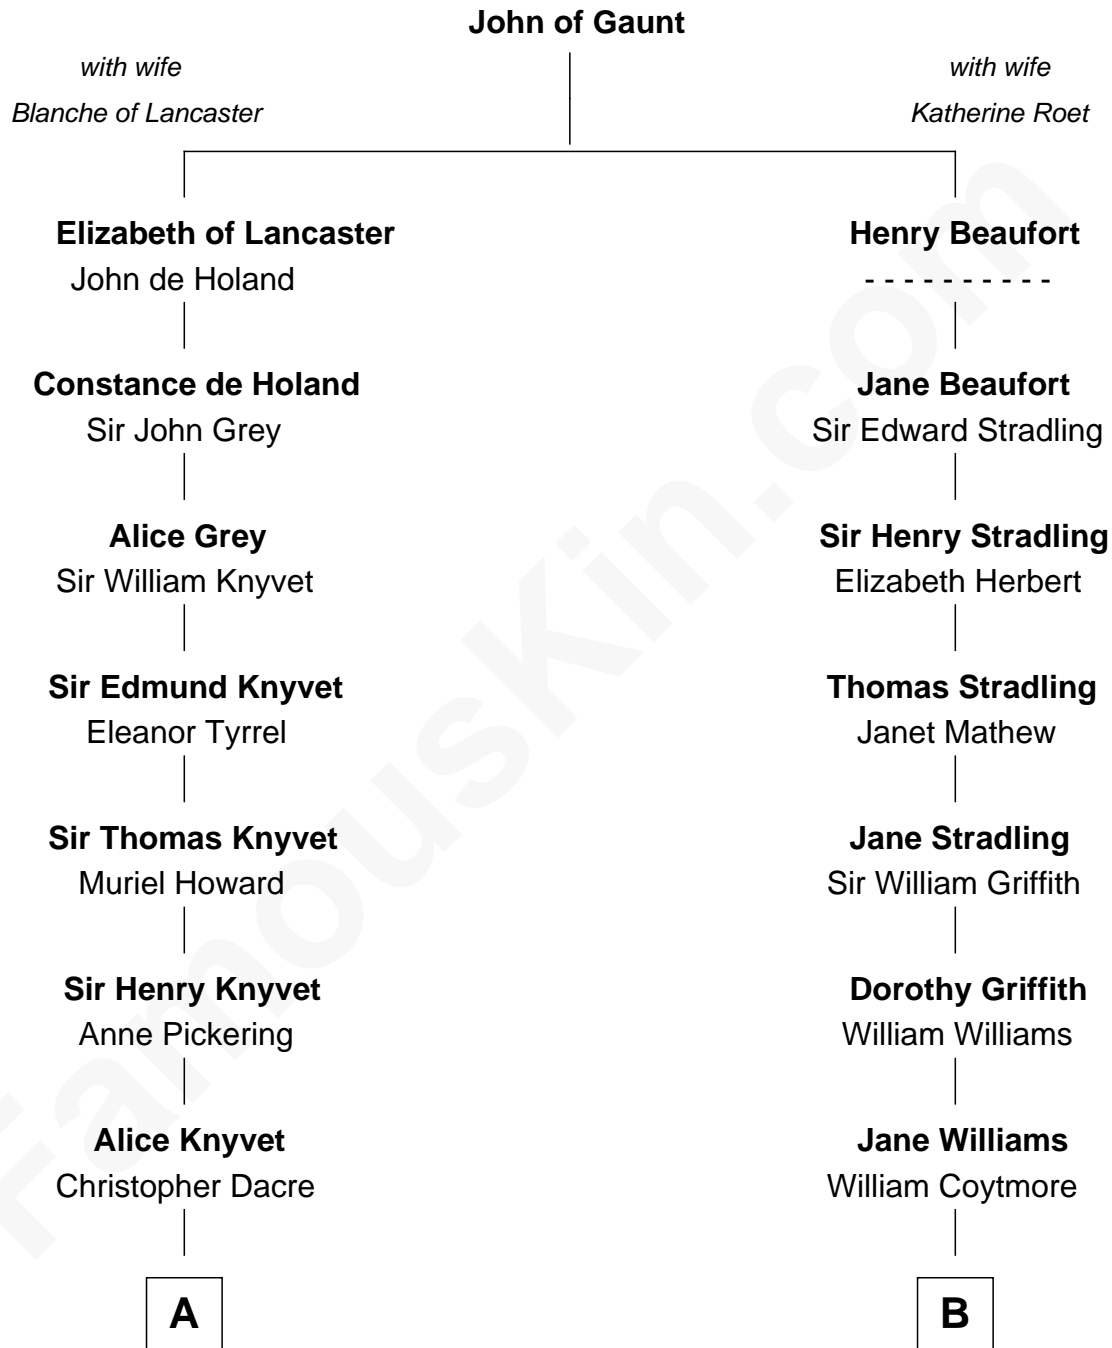 John of Gaunt
with wife
Blanche of Lancaster
with wife
Katherine Roet
Elizabeth of Lancaster
John de Holand
Henry Beaufort
- - - - - - - - - -
Constance de Holand
Sir John Grey
Jane Beaufort
Sir Edward Stradling
Alice Grey
Sir William Knyvet
Sir Henry Stradling
Elizabeth Herbert
Sir Edmund Knyvet
Eleanor Tyrrel
Thomas Stradling
Janet Mathew
Sir Thomas Knyvet
Muriel Howard
Jane Stradling
Sir William Griffith
Sir Henry Knyvet
Anne Pickering
Dorothy Griffith
William Williams
Alice Knyvet
Christopher Dacre
Jane Williams
William Coytmore
A
B
FamousKin.com